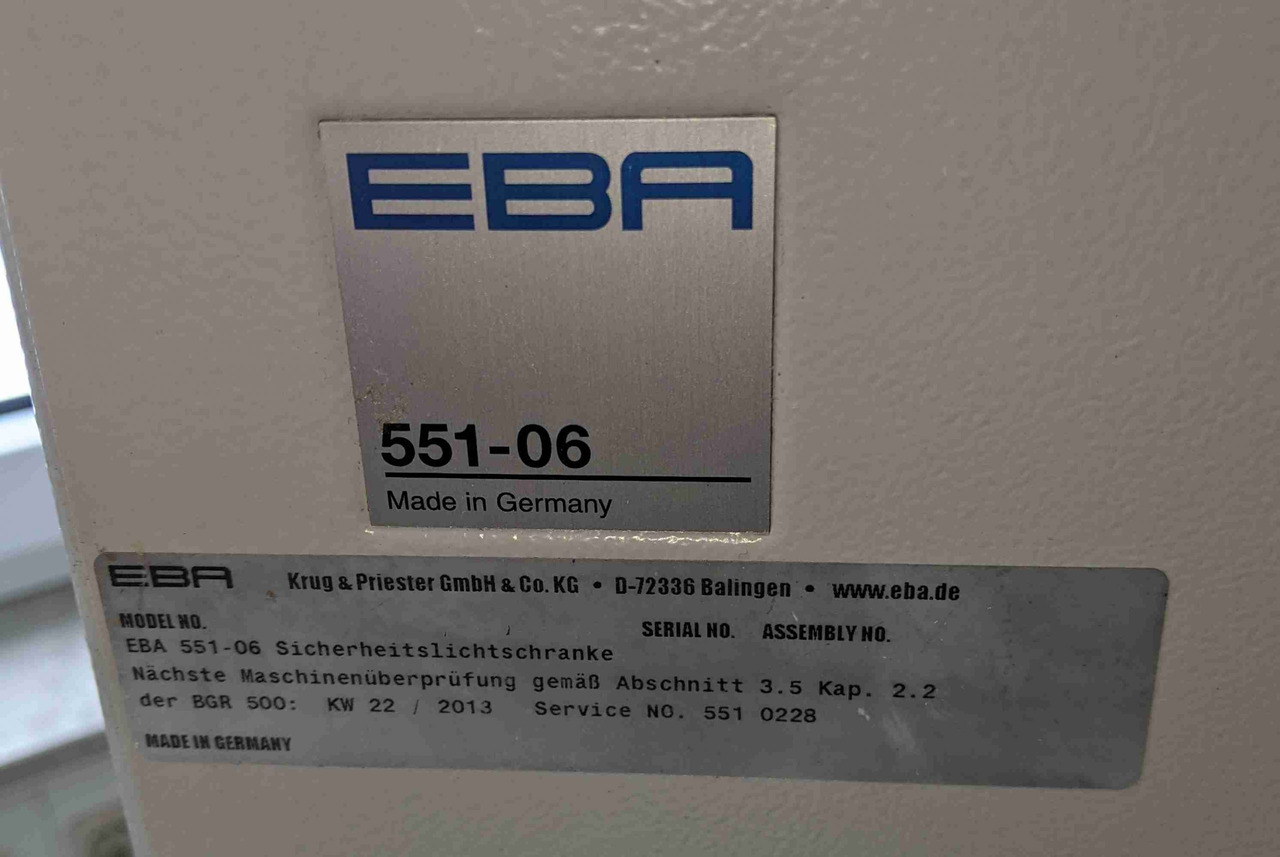 EBA
551-06
Made in Germany
EBA Krug & Priester GmbH & Co. KG • D-72336 Balingen • www.eba.de
MODEL NO. SERIAL NO. ASSEMBLY NO.
EBA 551-06 Sicherheitslichtschranke
Nächste Maschinenüberprüfung gemäß Abschnitt 3.5 Kap. 2.2
der BGR 500: KW 22 / 2013 Service NO. 551 0228
MADE IN GERMANY